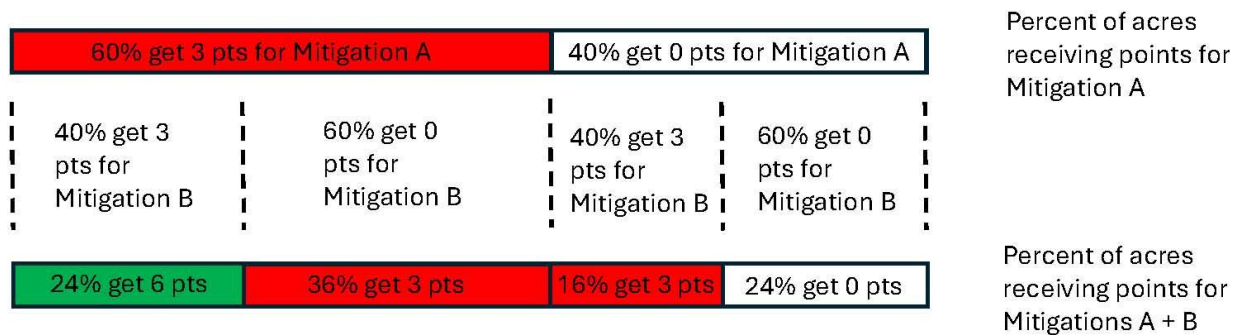 60% get 3 pts for Mitigation A
40% get 0 pts for Mitigation A
Percent of acres
receiving points for
Mitigation A
40% get 3
pts for
Mitigation B
60% get 0
pts for
Mitigation B
40% get 3
pts for
Mitigation B
60% get 0
pts for
Mitigation B
24% get 6 pts
36% get 3 pts
16% get 3 pts
24% get 0 pts
Percent of acres
receiving points for
Mitigations A + B